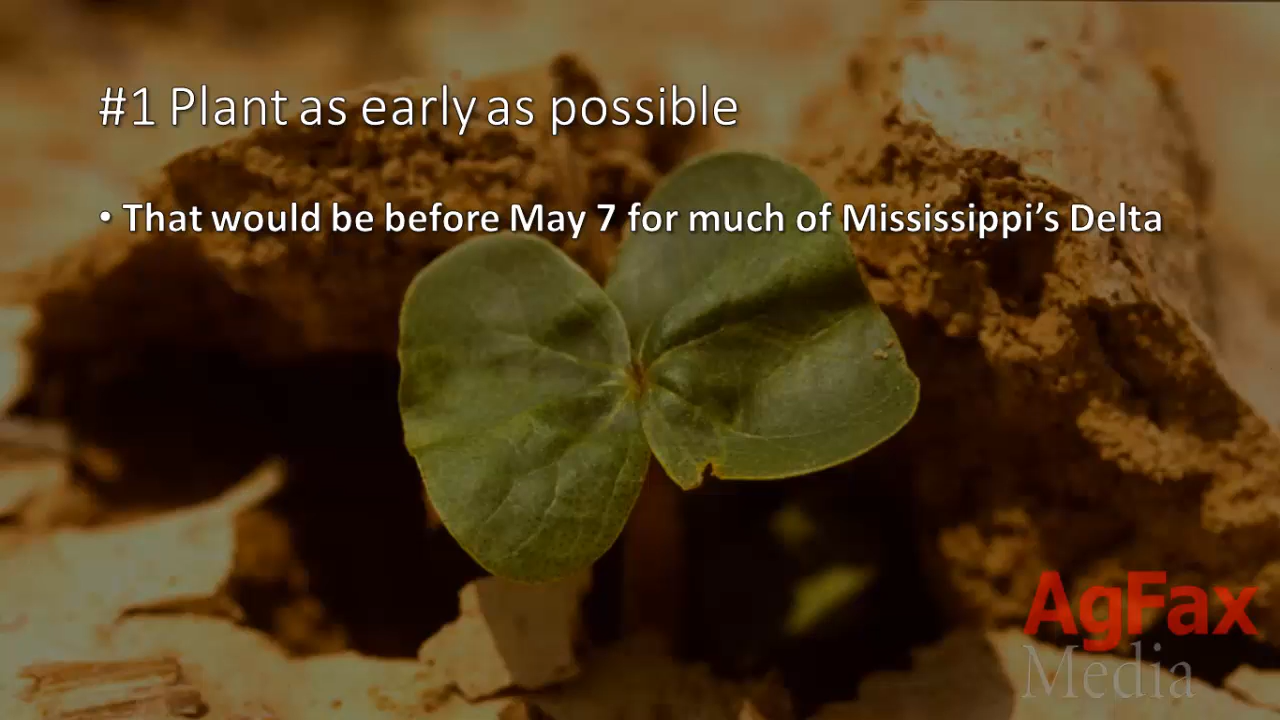 #1 Plant as early as possible
• That would be before May 7 for much of Mississippi’s Delta
AgFax
Media